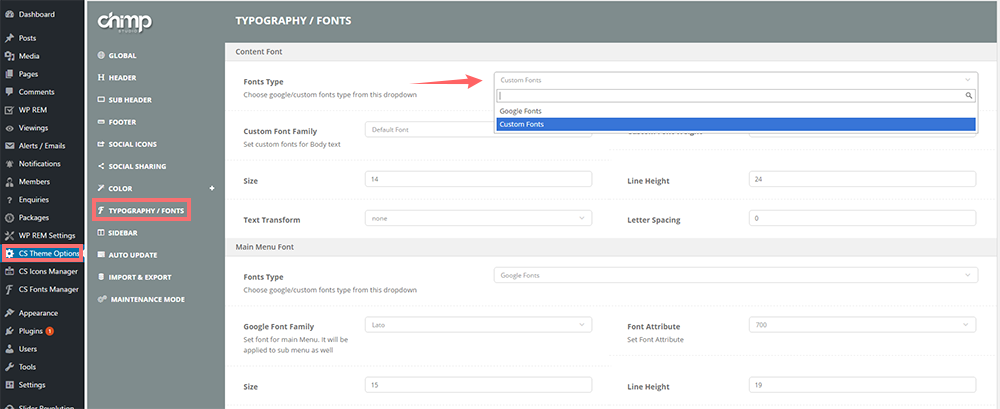 Dashboard
Posts
Media
Pages
Comments
WP REM
Viewings
Alerts / Emails
Notifications
Members
Enquiries
Packages
WP REM Settings
CS Theme Options
CS Icons Manager
CS Fonts Manager
Appearance
Plugins 1
Users
Tools
Settings
Slider Revolution
chimp
STUDIO
GLOBAL
HEADER
SUB HEADER
FOOTER
SOCIAL ICONS
SOCIAL SHARING
COLOR +
TYPOGRAPHY / FONTS
SIDEBAR
AUTO UPDATE
IMPORT & EXPORT
MAINTENANCE MODE
TYPOGRAPHY / FONTS
Content Font
Fonts Type
Choose google/custom fonts type from this dropdown
Custom Fonts
Google Fonts
Custom Fonts
Custom Font Family
Set custom fonts for Body text
Default Font
Custom Font Weight
Size
14
Line Height
24
Text Transform
none
Letter Spacing
0
Main Menu Font
Fonts Type
Choose google/custom fonts type from this dropdown
Google Fonts
Google Font Family
Set font for main Menu. It will be
applied to sub menu as well
Lato
Font Attribute
Set Font Attribute
700
Size
15
Line Height
19